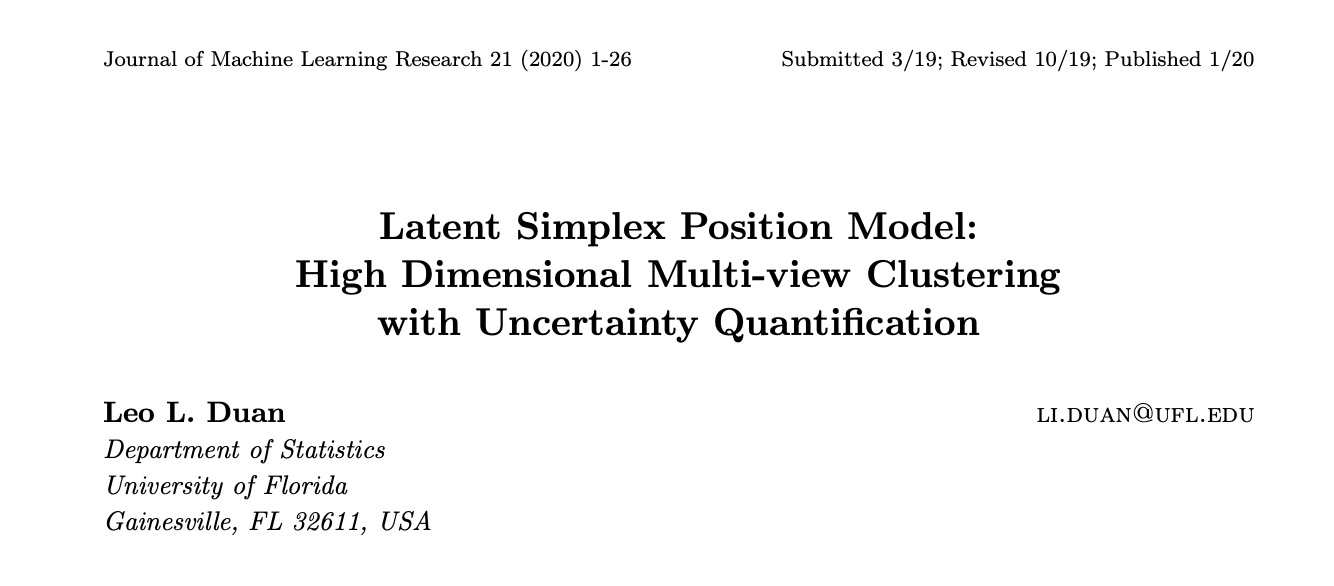 Journal of Machine Learning Research 21 (2020) 1-26 Submitted 3/19; Revised 10/19; Published 1/20
Latent Simplex Position Model:
High Dimensional Multi-view Clustering
with Uncertainty Quantification
Leo L. Duan LI.DUAN@UFL.EDU
Department of Statistics
University of Florida
Gainesville, FL 32611, USA